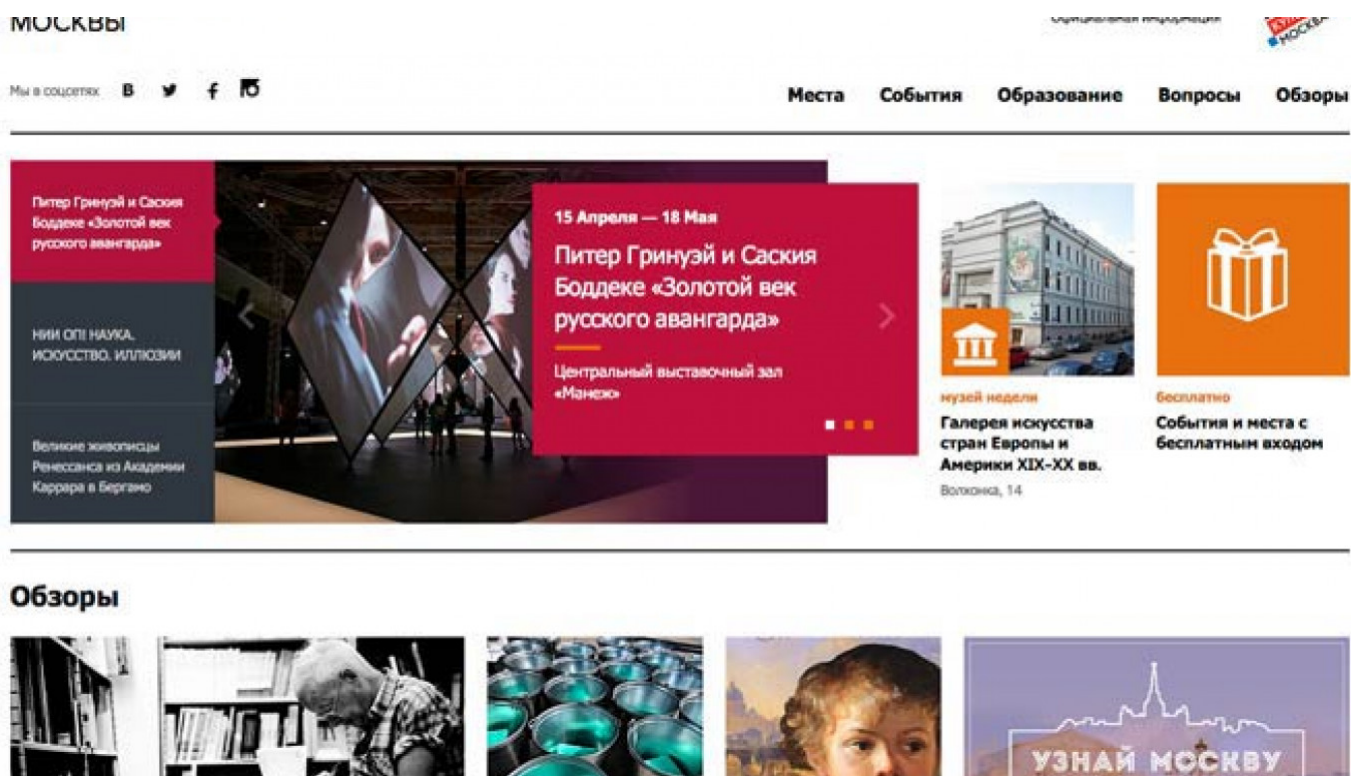 МОСКВЫ
Официальная информация
МОСКВА
Мы в соцсетях
Места События Образование Вопросы Обзоры
Питер Гринуэй и Саския
Боддеке «Золотой век
русского авангарда»
НИИ ОП! НАУКА.
ИСКУССТВО. ИЛЛЮЗИИ
Великие живописцы
Ренессанса из Академии
Каррара в Бергамо
15 Апреля — 18 Мая
Питер Гринуэй и Саския
Боддеке «Золотой век
русского авангарда»
Центральный выставочный зал
«Манеж»
музей недели
Галерея искусства
стран Европы и
Америки XIX-XX вв.
Волхонка, 14
бесплатно
События и места с
бесплатным входом
Обзоры
УЗНАЙ МОСКВУ